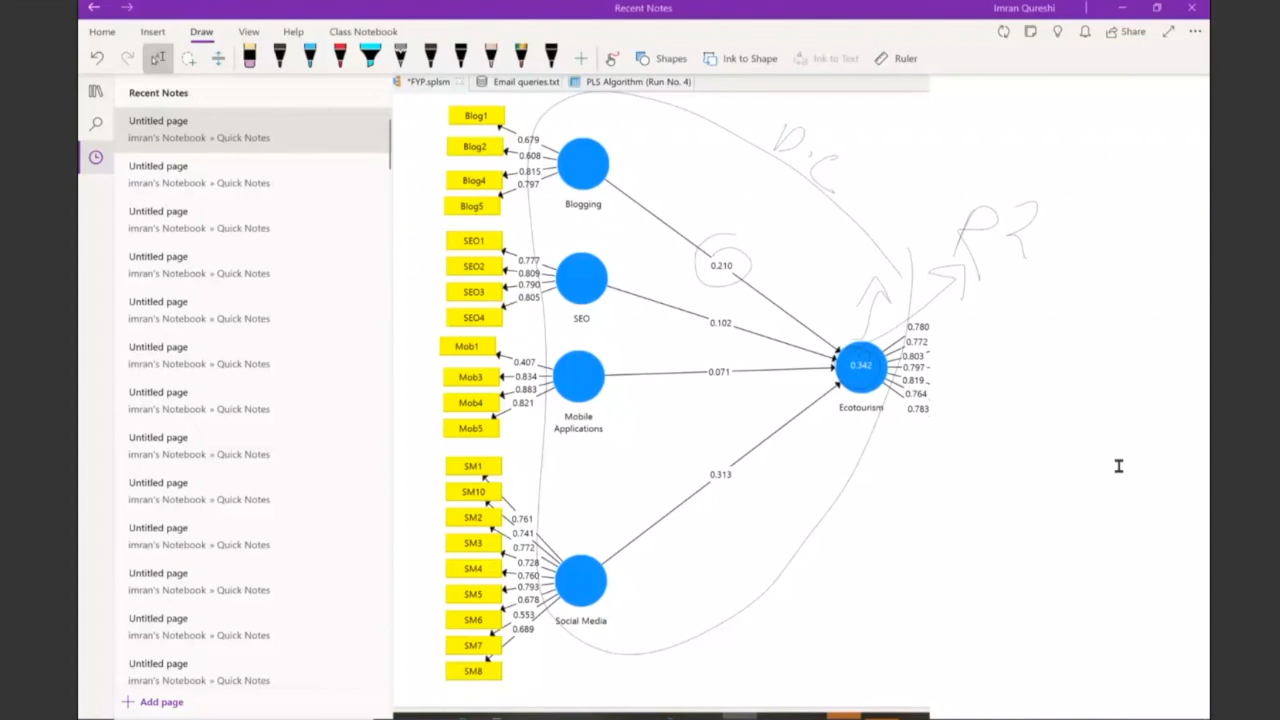 Recent Notes
Imran Qureshi
Home Insert Draw View Help Class Notebook
Share
Shapes Ink to Shape Ink to Text Ruler
Recent Notes
Untitled page
imran's Notebook » Quick Notes
Untitled page
imran's Notebook » Quick Notes
Untitled page
imran's Notebook » Quick Notes
Untitled page
imran's Notebook » Quick Notes
Untitled page
imran's Notebook » Quick Notes
Untitled page
imran's Notebook » Quick Notes
Untitled page
imran's Notebook » Quick Notes
Untitled page
imran's Notebook » Quick Notes
Untitled page
imran's Notebook » Quick Notes
Untitled page
imran's Notebook » Quick Notes
Untitled page
imran's Notebook » Quick Notes
Untitled page
imran's Notebook » Quick Notes
Untitled page
imran's Notebook » Quick Notes
Add page
*FYP.splsm Email queries.txt PLS Algorithm (Run No. 4)
Blog1
Blog2
Blog4
Blog5
0.679
0.608
0.815
0.797
Blogging
SEO1
SEO2
SEO3
SEO4
0.777
0.809
0.790
0.805
SEO
Mob1
Mob3
Mob4
Mob5
0.407
0.834
0.883
0.821
Mobile
Applications
SM1
SM10
SM2
SM3
SM4
SM5
SM6
SM7
SM8
0.761
0.741
0.772
0.728
0.760
0.793
0.678
0.553
0.689
Social Media
0.210
0.102
0.071
0.313
0.342
Ecotourism
0.780
0.772
0.803
0.797
0.819
0.764
0.783
D.C
R2